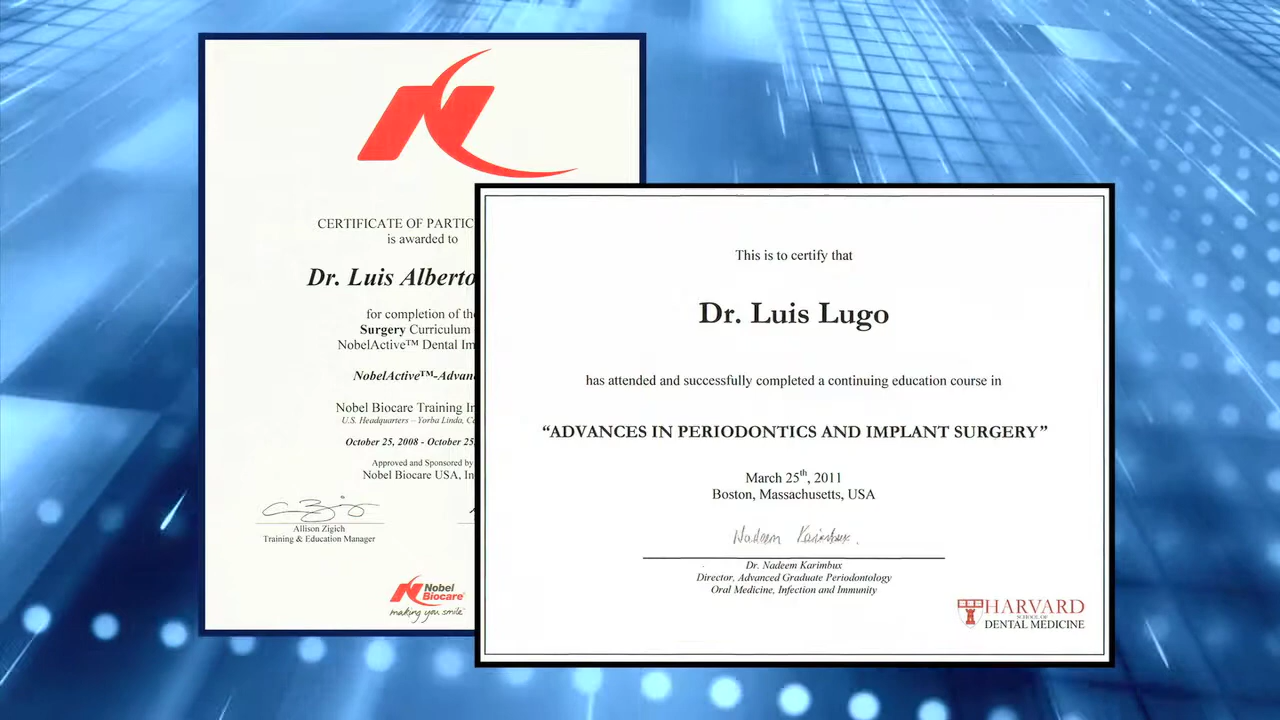 CERTIFICATE OF PARTIC
is awarded to
Dr. Luis Alberto
for completion of the
Surgery Curriculum
NobelActive™ Dental Im
NobelActive™-Advan
Nobel Biocare Training In
U.S. Headquarters – Yorba Linda, C
October 25, 2008 - October 25
Approved and Sponsored by
Nobel Biocare USA, In
Allison Zigich
Training & Education Manager
Nobel
Biocare
making you smile
This is to certify that
Dr. Luis Lugo
has attended and successfully completed a continuing education course in
“ADVANCES IN PERIODONTICS AND IMPLANT SURGERY”
March 25th, 2011
Boston, Massachusetts, USA
Nadeem Karimbux
Dr. Nadeem Karimbux
Director, Advanced Graduate Periodontology
Oral Medicine, Infection and Immunity
HARVARD
SCHOOL OF
DENTAL MEDICINE